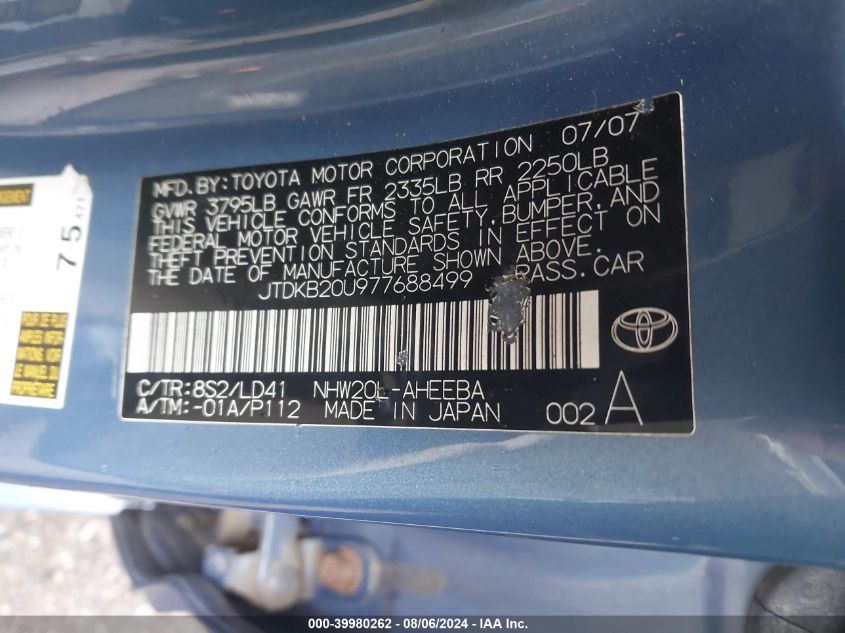 MFD. BY: TOYOTA MOTOR CORPORATION 07/07
GVWR 3795LB GAWR FR 2335LB RR 2250LB
THIS VEHICLE CONFORMS TO ALL APPLICABLE
FEDERAL MOTOR VEHICLE SAFETY, BUMPER, AND
THEFT PREVENTION STANDARDS IN EFFECT ON
THE DATE OF MANUFACTURE SHOWN ABOVE.
JTDKB20U977688499 PASS. CAR
C/TR: 8S2/LD41 NHW20L-AHEEBA
A/TM: -01A/P112 MADE IN JAPAN 002 A
75 471
000-39980262 - 08/06/2024 - IAA Inc.